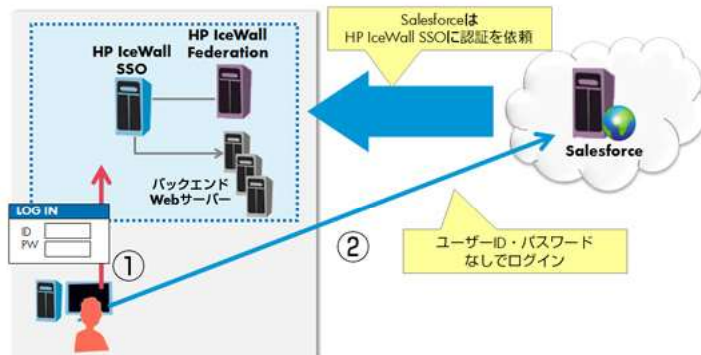 Salesforceは
HP IceWall SSOに認証を依頼
HP IceWall
SSO
HP IceWall
Federation
Salesforce
バックエンド
Webサーバー
LOG IN
ID
PW
①
②
ユーザーID・パスワード
なしでログイン